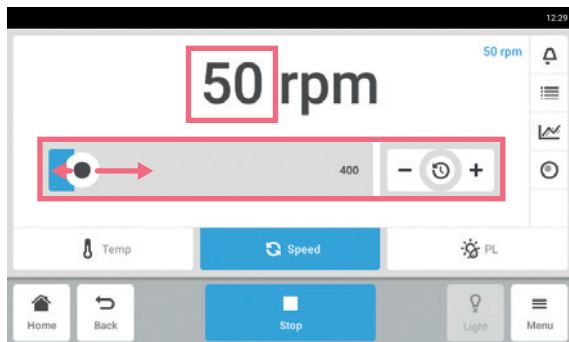 12:29
50 rpm
50 rpm
400
Temp
Speed
PL
Home
Back
Stop
Light
Menu